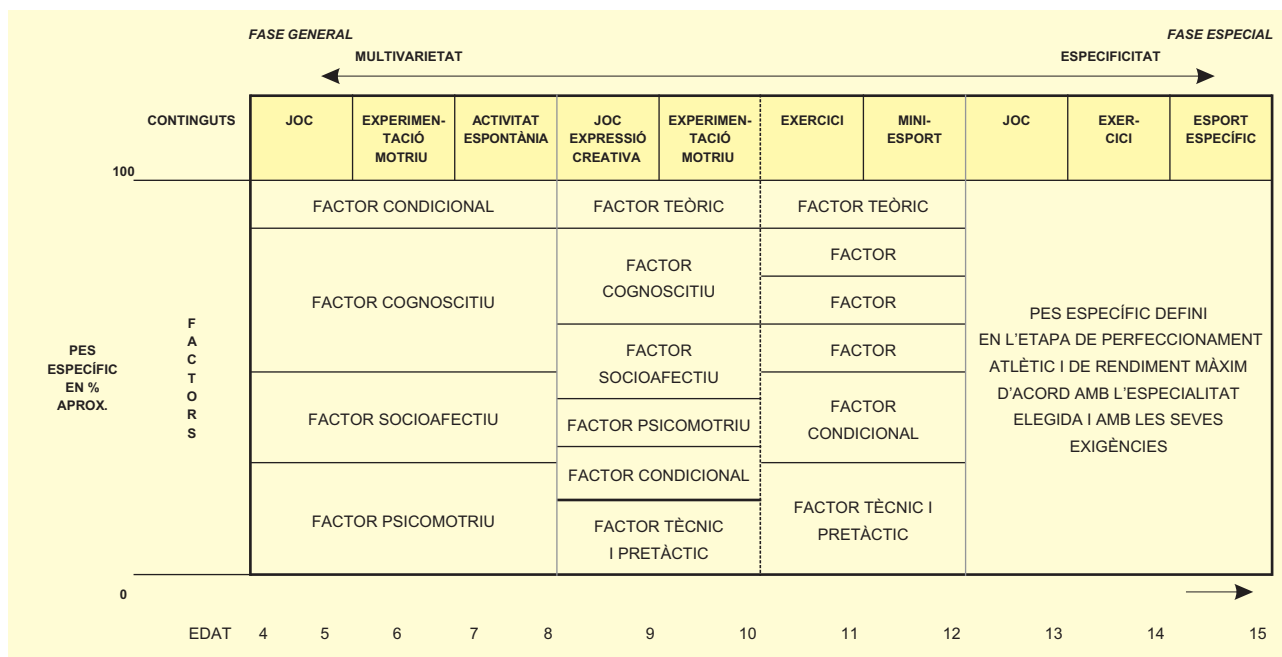 FASE GENERAL
FASE ESPECIAL
MULTIVARIETAT
ESPECIFICITAT
CONTINGUTS
JOC
EXPERIMEN-
TACIÓ
MOTRIU
ACTIVITAT
ESPONTÀNIA
JOC
EXPRESSIÓ
CREATIVA
EXPERIMEN-
TACIÓ
MOTRIU
EXERCICI
MINI-
ESPORT
JOC
EXER-
CICI
ESPORT
ESPECÍFIC
100
PES
ESPECÍFIC
EN %
APROX.
F
A
C
T
O
R
S
FACTOR CONDICIONAL
FACTOR COGNOSCITIU
FACTOR SOCIOAFECTIU
FACTOR PSICOMOTRIU
FACTOR TEÒRIC
FACTOR
COGNOSCITIU
FACTOR
SOCIOAFECTIU
FACTOR PSICOMOTRIU
FACTOR CONDICIONAL
FACTOR TÈCNIC
I PRETÀCTIC
FACTOR TEÒRIC
FACTOR
FACTOR
FACTOR
FACTOR
CONDICIONAL
FACTOR TÈCNIC I
PRETÀCTIC
PES ESPECÍFIC DEFINI
EN L'ETAPA DE PERFECCIONAMENT
ATLÈTIC I DE RENDIMENT MÀXIM
D'ACORD AMB L'ESPECIALITAT
ELEGIDA I AMB LES SEVES
EXIGÈNCIES
0
EDAT 4 5 6 7 8 9 10 11 12 13 14 15